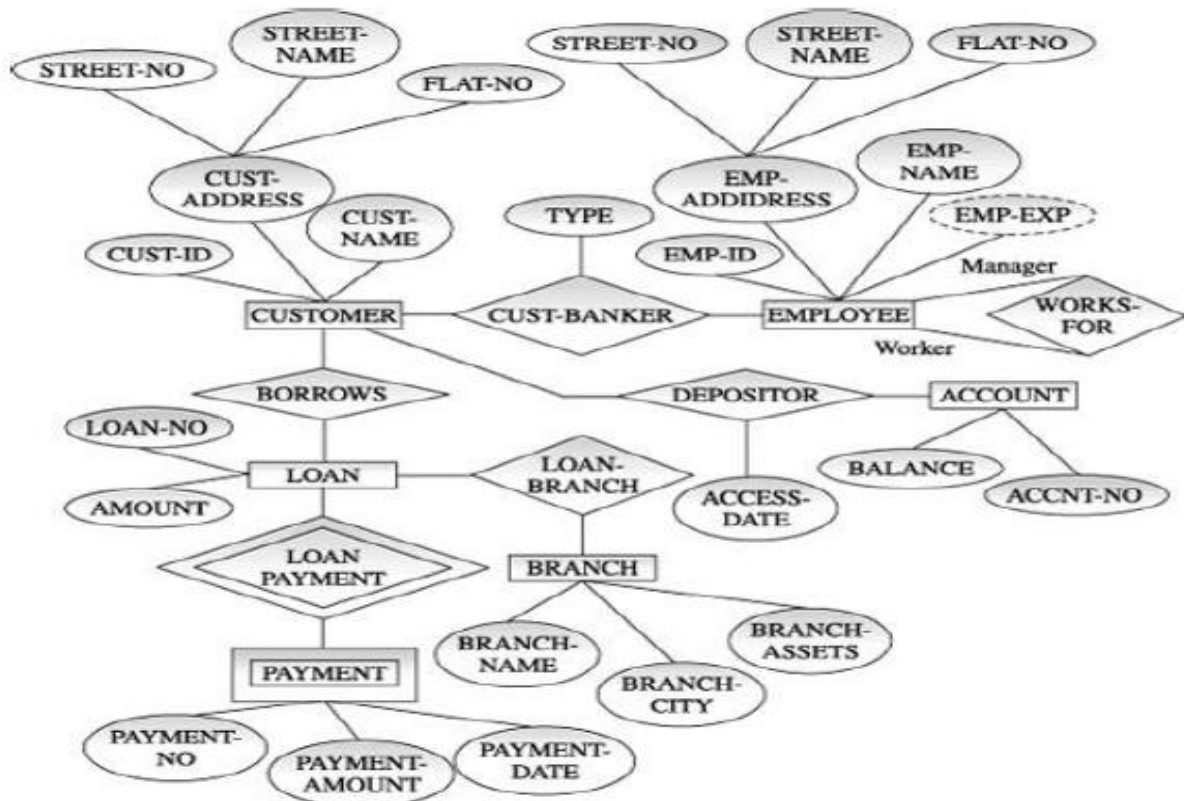 STREET-
NAME
STREET-NO
FLAT-NO
STREET-NO
STREET-
NAME
FLAT-NO
CUST-
ADDRESS
CUST-
NAME
CUST-ID
TYPE
EMP-
ADDIDRESS
EMP-
NAME
EMP-EXP
EMP-ID
Manager
CUSTOMER
CUST-BANKER
EMPLOYEE
WORKS-
FOR
Worker
BORROWS
DEPOSITOR
ACCOUNT
LOAN-NO
LOAN
AMOUNT
LOAN-
BRANCH
ACCESS-
DATE
BALANCE
ACCNT-NO
LOAN
PAYMENT
BRANCH
BRANCH-
NAME
BRANCH-
CITY
BRANCH-
ASSETS
PAYMENT
PAYMENT-
NO
PAYMENT-
AMOUNT
PAYMENT-
DATE